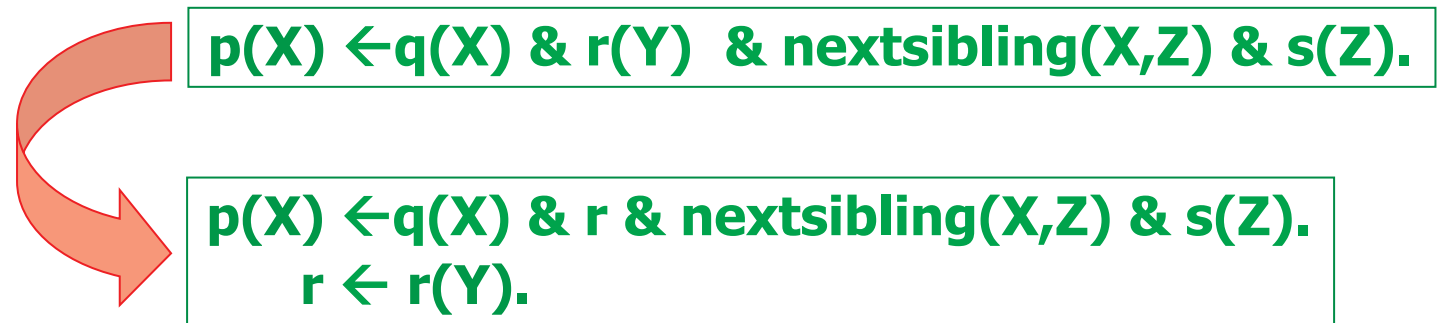 p(X) ←q(X) & r(Y) & nextsibling(X,Z) & s(Z).
p(X) ←q(X) & r & nextsibling(X,Z) & s(Z).
r ← r(Y).